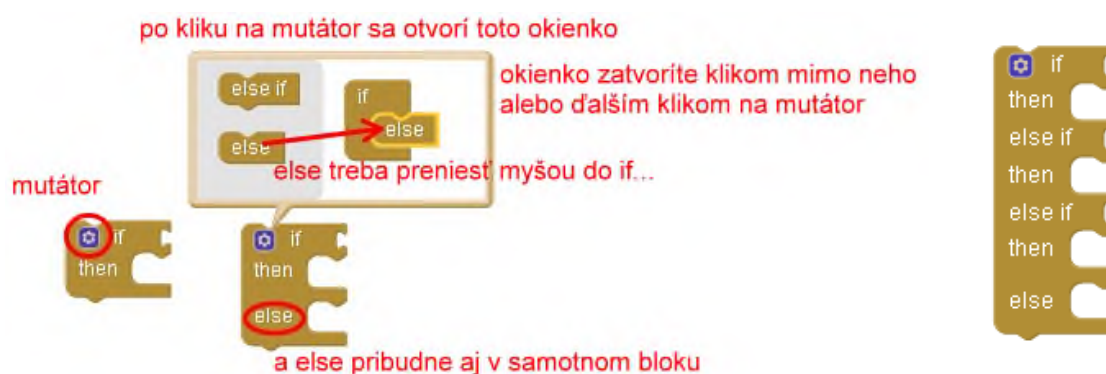 po kliku na mutátor sa otvorí toto okienko
okienko zatvoríte klikom mimo neho
alebo ďalším klikom na mutátor
else if
else
if
else
else treba preniesť myšou do if...
mutátor
if
then
if
then
else
a else pribudne aj v samotnom bloku
if
then
else if
then
else if
then
else